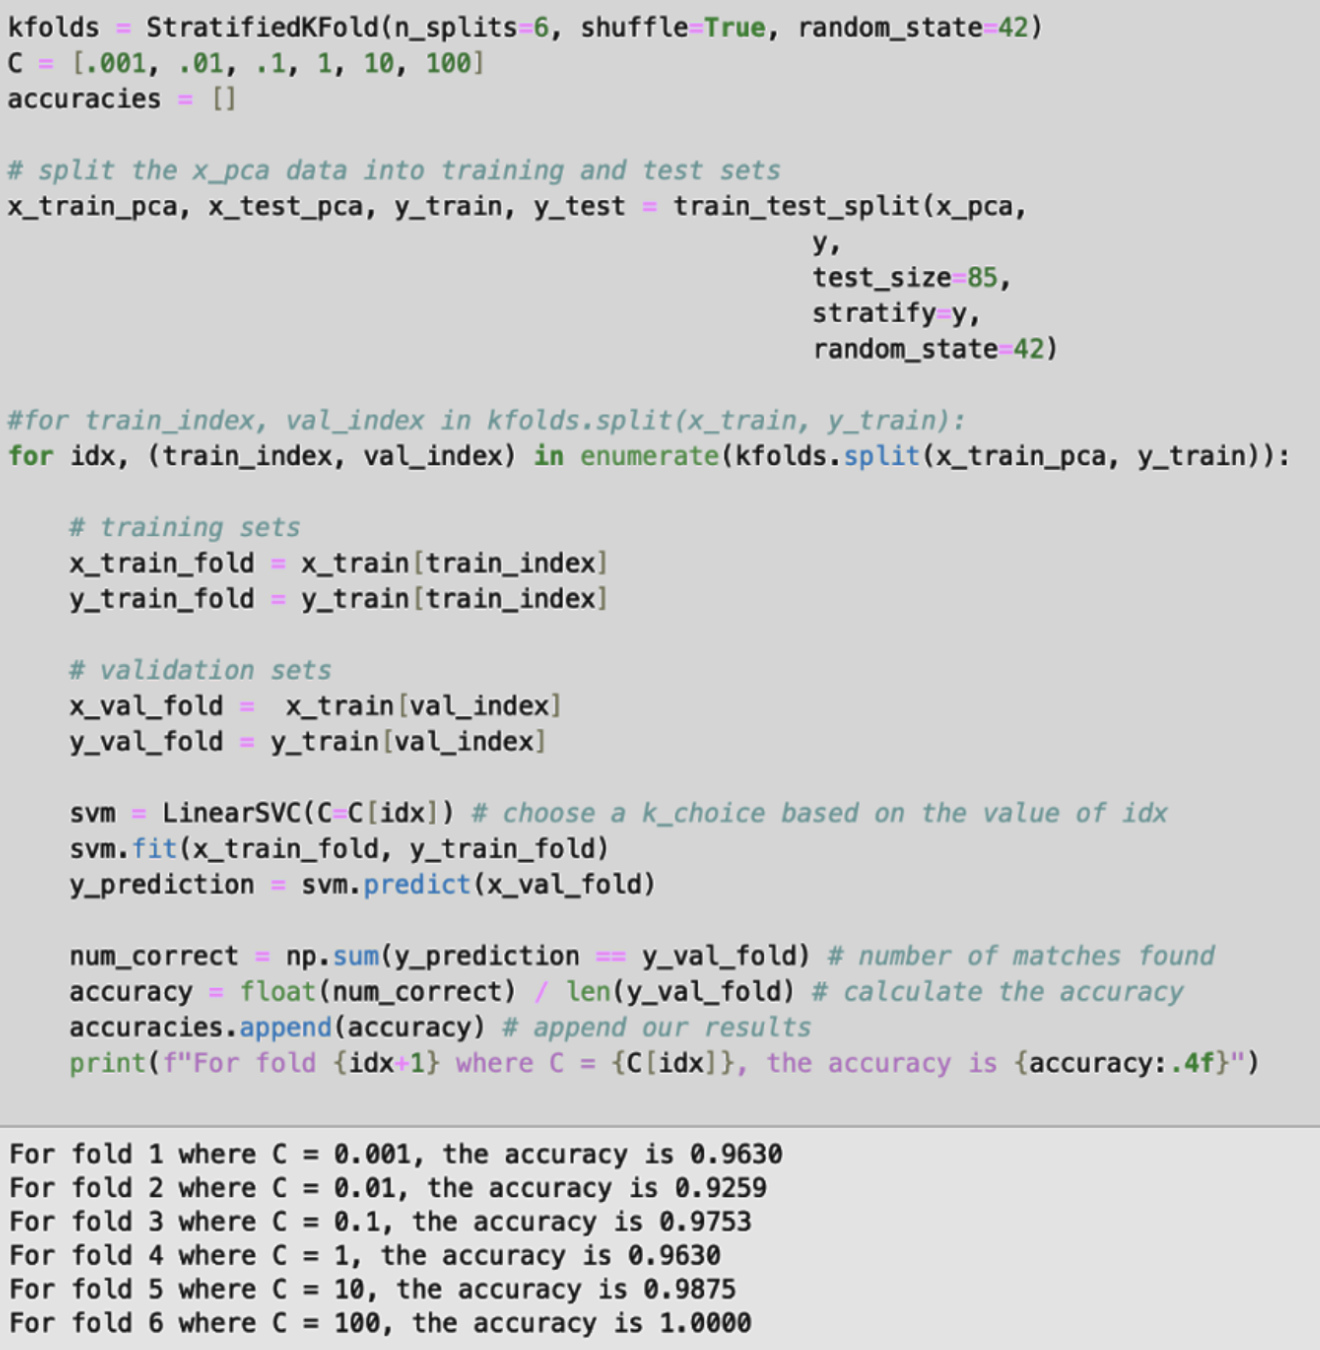 kfolds = StratifiedKFold(n_splits=6, shuffle=True, random_state=42)
C = [.001, .01, .1, 1, 10, 100]
accuracies = []
# split the x_pca data into training and test sets
x_train_pca, x_test_pca, y_train, y_test = train_test_split(x_pca,
y,
test_size=85,
stratify=y,
random_state=42)
#for train_index, val_index in kfolds.split(x_train, y_train):
for idx, (train_index, val_index) in enumerate(kfolds.split(x_train_pca, y_train)):
# training sets
x_train_fold = x_train[train_index]
y_train_fold = y_train[train_index]
# validation sets
x_val_fold =  x_train[val_index]
y_val_fold = y_train[val_index]
svm = LinearSVC(C=C[idx]) # choose a k_choice based on the value of idx
svm.fit(x_train_fold, y_train_fold)
y_prediction = svm.predict(x_val_fold)
num_correct = np.sum(y_prediction == y_val_fold) # number of matches found
accuracy = float(num_correct) / len(y_val_fold) # calculate the accuracy
accuracies.append(accuracy) # append our results
print(f"For fold {idx+1} where C = {C[idx]}, the accuracy is {accuracy:.4f}")
For fold 1 where C = 0.001, the accuracy is 0.9630
For fold 2 where C = 0.01, the accuracy is 0.9259
For fold 3 where C = 0.1, the accuracy is 0.9753
For fold 4 where C = 1, the accuracy is 0.9630
For fold 5 where C = 10, the accuracy is 0.9875
For fold 6 where C = 100, the accuracy is 1.0000